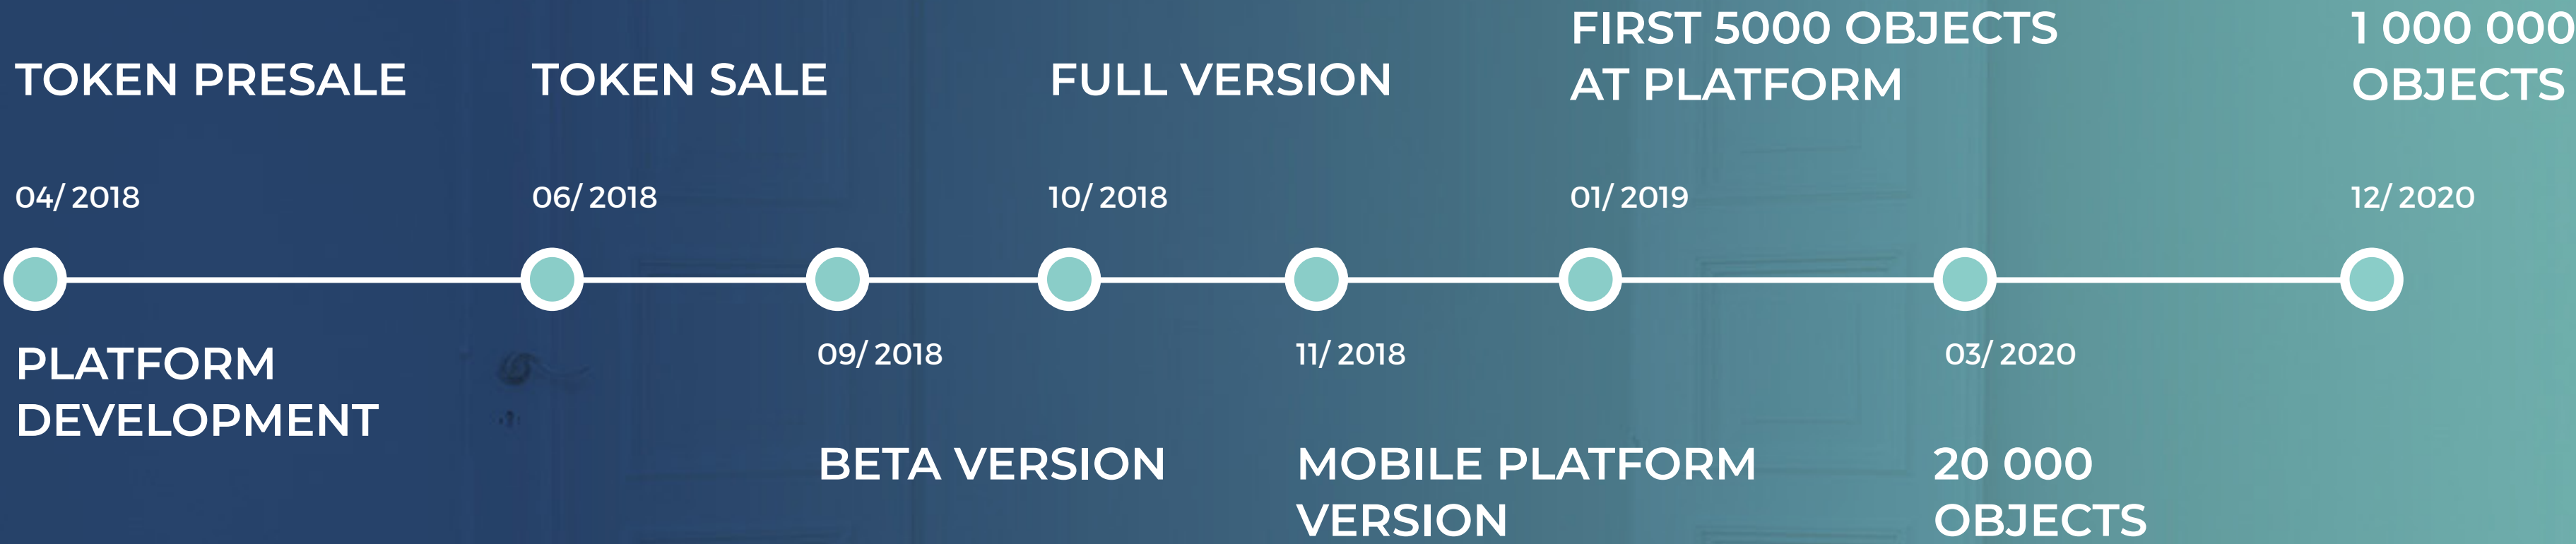 TOKEN PRESALE
04/ 2018
PLATFORM
DEVELOPMENT
TOKEN SALE
06/ 2018
09/ 2018
BETA VERSION
FULL VERSION
10/ 2018
11/ 2018
MOBILE PLATFORM
VERSION
FIRST 5000 OBJECTS
AT PLATFORM
01/ 2019
03/ 2020
20 000
OBJECTS
1 000 000
OBJECTS
12/ 2020